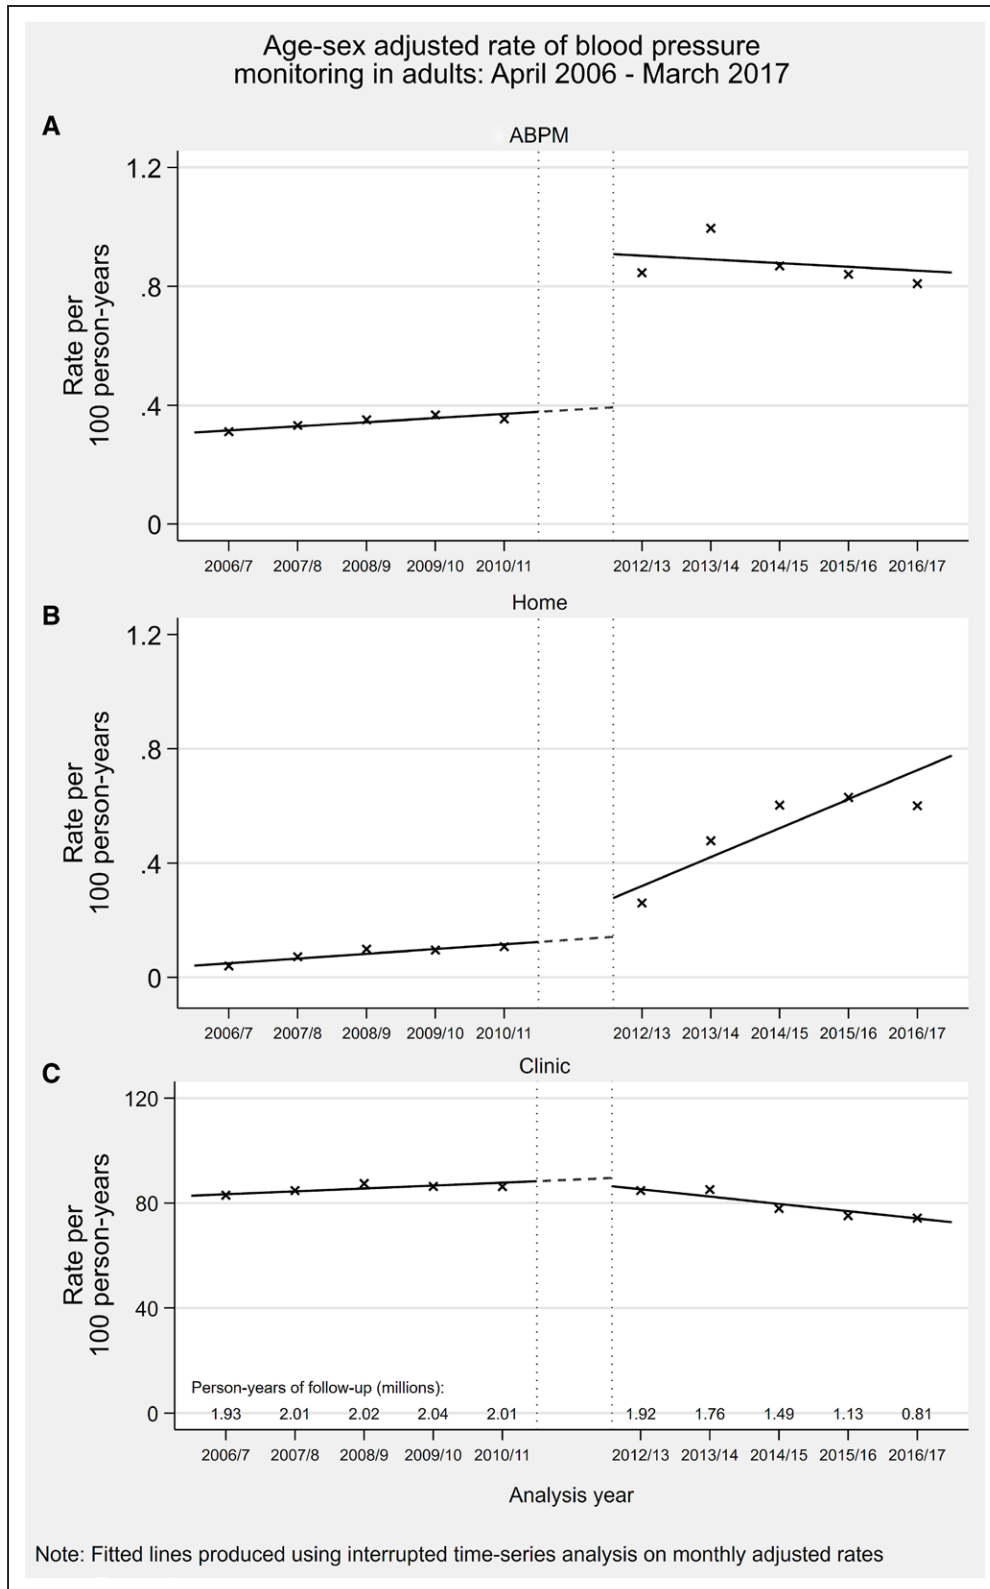 Age-sex adjusted rate of blood pressure
monitoring in adults: April 2006 - March 2017
A
ABPM
Rate per
100 person-years
1.2
.8
.4
0
2006/7 2007/8 2008/9 2009/10 2010/11 2012/13 2013/14 2014/15 2015/16 2016/17
B
Home
Rate per
100 person-years
1.2
.8
.4
0
2006/7 2007/8 2008/9 2009/10 2010/11 2012/13 2013/14 2014/15 2015/16 2016/17
C
Clinic
Rate per
100 person-years
120
80
40
0
Person-years of follow-up (millions):
1.93 2.01 2.02 2.04 2.01 1.92 1.76 1.49 1.13 0.81
2006/7 2007/8 2008/9 2009/10 2010/11 2012/13 2013/14 2014/15 2015/16 2016/17
Analysis year
Note: Fitted lines produced using interrupted time-series analysis on monthly adjusted rates